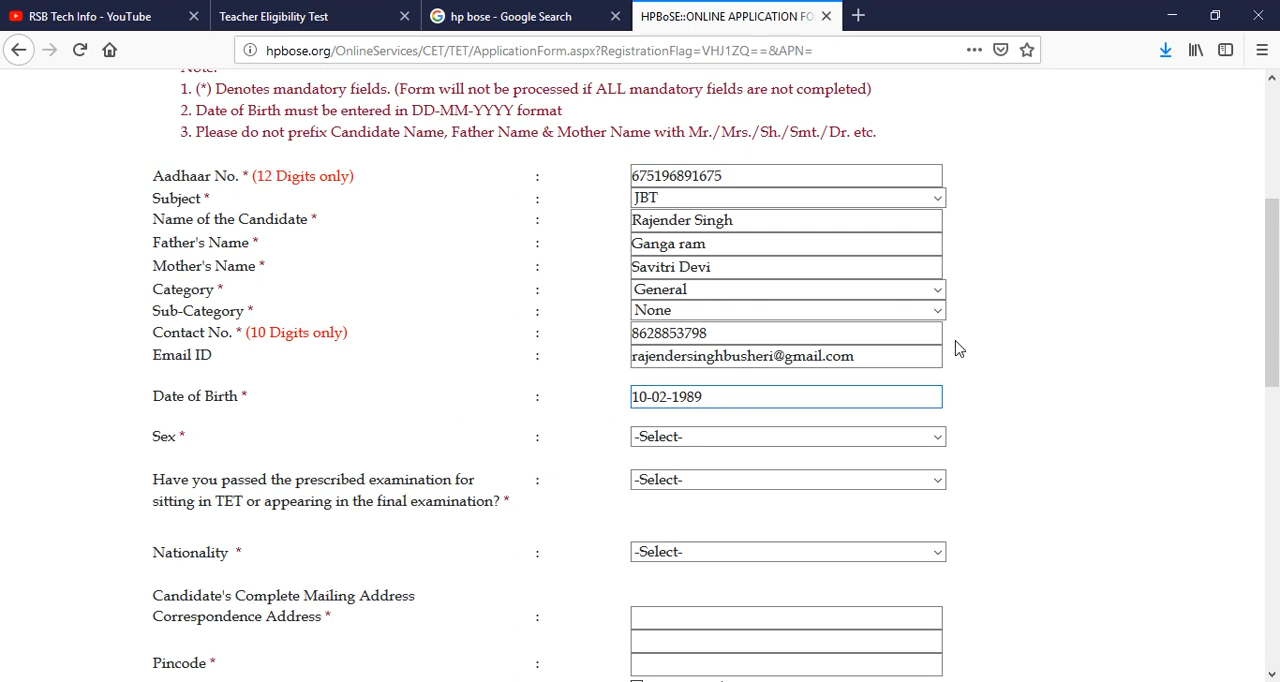 RSB Tech Info - YouTube
Teacher Eligibility Test
hp bose - Google Search
HPBoSE::ONLINE APPLICATION FO
hpbose.org/OnlineServices/CET/TET/ApplicationForm.aspx?RegistrationFlag=VHJ1ZQ==&APN=
Note:
1. (*) Denotes mandatory fields. (Form will not be processed if ALL mandatory fields are not completed)
2. Date of Birth must be entered in DD-MM-YYYY format
3. Please do not prefix Candidate Name, Father Name & Mother Name with Mr./Mrs./Sh./Smt./Dr. etc.
Aadhaar No. * (12 Digits only) : 675196891675
Subject * : JBT
Name of the Candidate * : Rajender Singh
Father's Name * : Ganga ram
Mother's Name * : Savitri Devi
Category * : General
Sub-Category * : None
Contact No. * (10 Digits only) : 8628853798
Email ID : rajendersinghbusheri@gmail.com
Date of Birth * : 10-02-1989
Sex * : -Select-
Have you passed the prescribed examination for : -Select-
sitting in TET or appearing in the final examination? *
Nationality * : -Select-
Candidate's Complete Mailing Address
Correspondence Address * :
Pincode * :